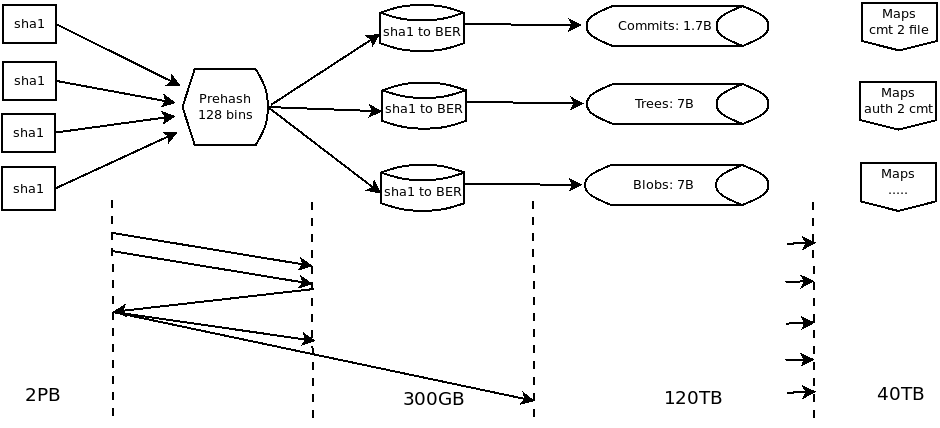 sha1
sha1
sha1
sha1
Prehash
128 bins
sha1 to BER
sha1 to BER
sha1 to BER
Commits: 1.7B
Trees: 7B
Blobs: 7B
Maps
cmt 2 file
Maps
auth 2 cmt
Maps
.....
2PB
300GB
120TB
40TB